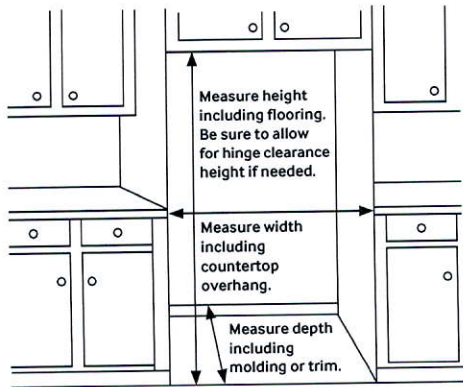 Measure height
including flooring.
Be sure to allow
for hinge clearance
height if needed.
Measure width
including
countertop
overhang.
Measure depth
including
molding or trim.